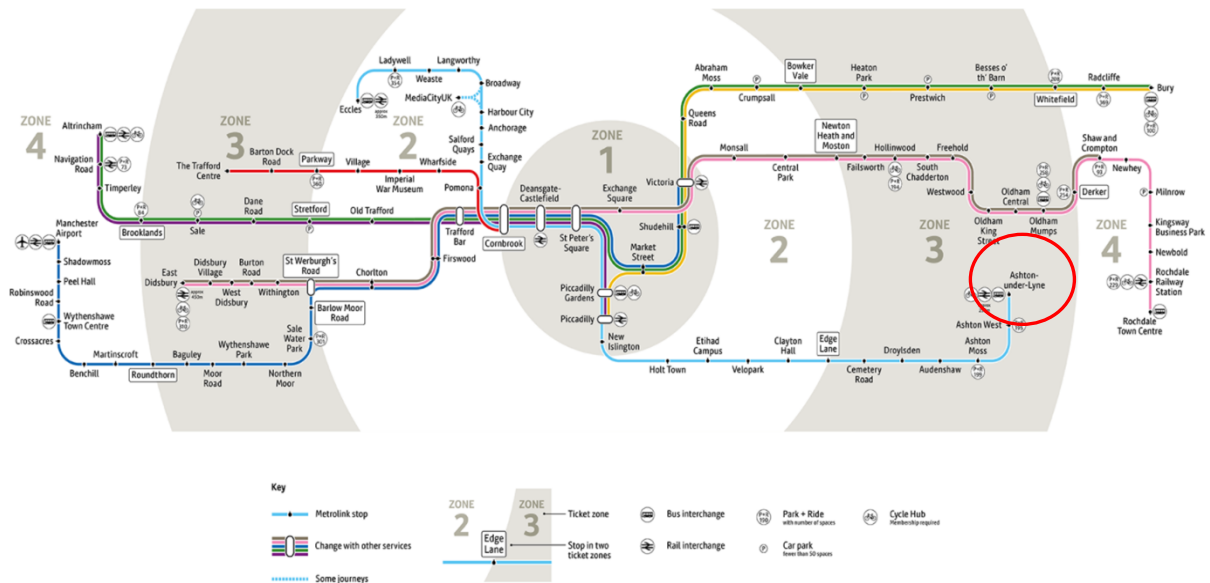 ZONE
4
ZONE
3
ZONE
2
ZONE
1
ZONE
2
ZONE
3
ZONE
4
Ladywell
Langworthy
Weaste
Broadway
MediaCityUK
Eccles
Harbour City
Anchorage
Salford
Quays
Exchange
Quay
Altrincham
Navigation
Road
Timperley
The Trafford
Centre
Barton Dock
Road
Parkway
Village
Imperial
War Museum
Wharfside
Pomona
Brooklands
Sale
Dane
Road
Stretford
Old Trafford
Trafford
Bar
Cornbrook
Deansgate-
Castlefield
St Peter's
Square
Exchange
Square
Victoria
Shudehill
Market
Street
Piccadilly
Gardens
Piccadilly
New
Islington
Manchester
Airport
Shadowmoss
Peel Hall
Robinswood
Road
Wythenshawe
Town Centre
Crossacres
Benchill
Martinscroft
Roundthorn
Baguley
Moor
Road
Wythenshawe
Park
Northern
Moor
Sale
Water
Park
Barlow Moor
Road
St Werburgh's
Road
East
Didsbury
Didsbury
Village
West
Didsbury
Burton
Road
Withington
Chorlton
Firswood
Abraham
Moss
Queens
Road
Crumpsall
Bowker
Vale
Heaton
Park
Prestwich
Besses o'
th' Barn
Whitefield
Radcliffe
Bury
Monsall
Central
Park
Newton
Heath and
Moston
Failsworth
Hollinwood
South
Chadderton
Freehold
Westwood
Oldham
King
Street
Oldham
Central
Oldham
Mumps
Derker
Shaw and
Crompton
Newhey
Milnrow
Kingsway
Business Park
Newbold
Rochdale
Railway
Station
Rochdale
Town Centre
Holt Town
Etihad
Campus
Velopark
Clayton
Hall
Edge
Lane
Cemetery
Road
Droylsden
Audenshaw
Ashton
Moss
Ashton West
Ashton-
under-Lyne
Key
Metrolink stop
Change with other services
Some journeys
ZONE
2
ZONE
3
Edge
Lane
Ticket zone
Stop in two
ticket zones
Bus interchange
Rail interchange
Park + Ride
with number of spaces
Car park
fewer than 50 spaces
Cycle Hub
Membership required